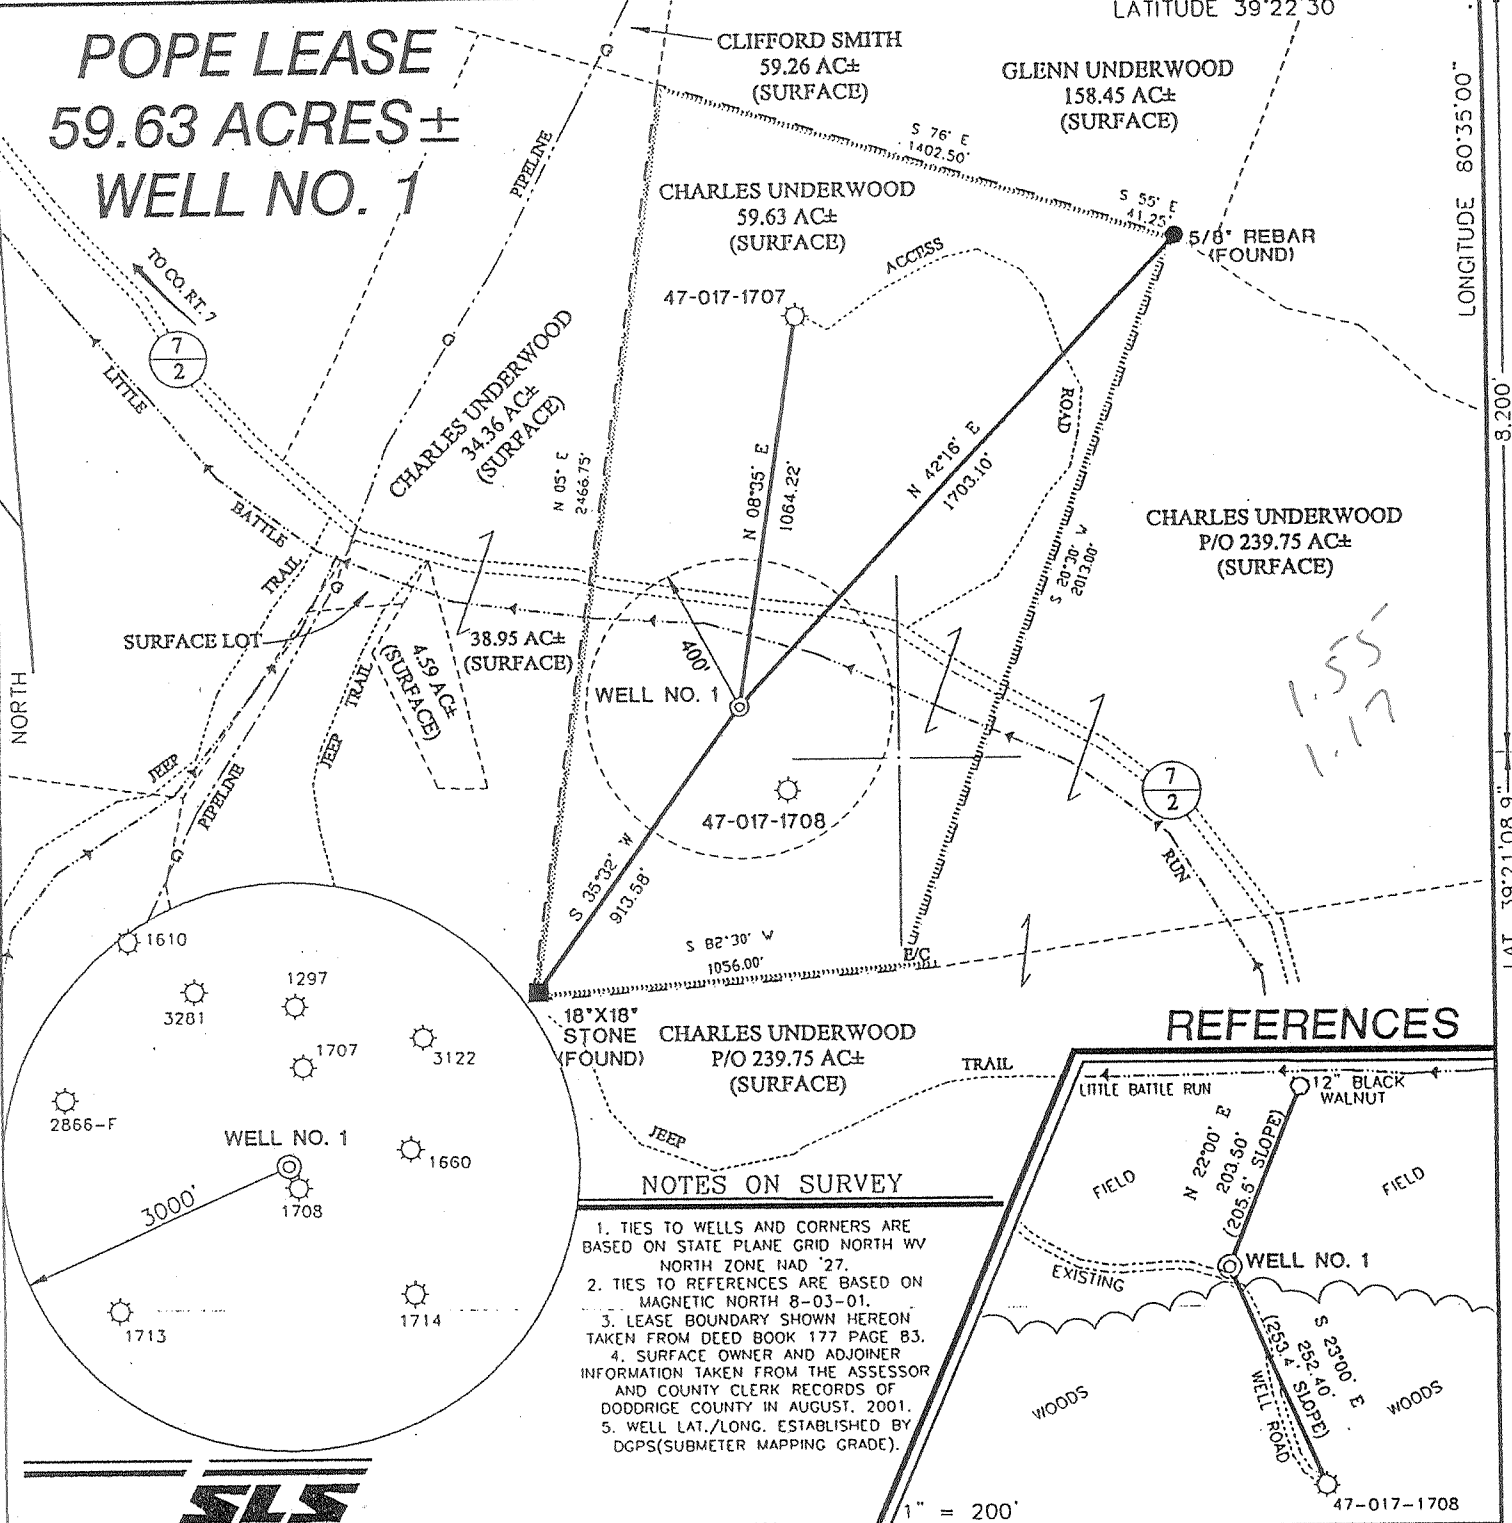 LATITUDE 39°22'30
POPE LEASE
59.63 ACRES±
WELL NO. 1
CLIFFORD SMITH
59.26 AC±
(SURFACE)
GLENN UNDERWOOD
158.45 AC±
(SURFACE)
LONGITUDE 80°35'00"
PIPELINE
S 76° E
1402.50'
CHARLES UNDERWOOD
59.63 AC±
(SURFACE)
S 55° E
41.25'
5/8" REBAR
(FOUND)
TO CO. RT. 7
ACCESS
ROAD
47-017-1707
7
2
LITTLE
BATTLE
CHARLES UNDERWOOD
34.36 AC±
(SURFACE)
N 05° E
2466.75'
N 08°35' E
1064.22'
N 42°16' E
1703.10'
8,200'
CHARLES UNDERWOOD
P/O 239.75 AC±
(SURFACE)
S 20°30' W
2013.00'
TRAIL
G
SURFACE LOT
38.95 AC±
(SURFACE)
4.59 AC±
(SURFACE)
400'
WELL NO. 1
1.55
1.17
NORTH
JEEP
PIPELINE
JEEP
TRAIL
7
2
47-017-1708
RUN
LAT. 39°21'08.9"
S 35°32' W
913.58'
S 82°30' W
1056.00'
E/C
18"X18"
STONE
(FOUND)
CHARLES UNDERWOOD
P/O 239.75 AC±
(SURFACE)
JEEP
TRAIL
1610
3281
1297
1707
3122
2866-F
WELL NO. 1
1660
1708
3000'
1713
1714
NOTES ON SURVEY
1. TIES TO WELLS AND CORNERS ARE
BASED ON STATE PLANE GRID NORTH WV
NORTH ZONE NAD '27.
2. TIES TO REFERENCES ARE BASED ON
MAGNETIC NORTH 8-03-01.
3. LEASE BOUNDARY SHOWN HEREON
TAKEN FROM DEED BOOK 177 PAGE 83.
4. SURFACE OWNER AND ADJOINER
INFORMATION TAKEN FROM THE ASSESSOR
AND COUNTY CLERK RECORDS OF
DODDRIGE COUNTY IN AUGUST, 2001.
5. WELL LAT./LONG. ESTABLISHED BY
DGPS(SUBMETER MAPPING GRADE).
REFERENCES
LITTLE BATTLE RUN
12" BLACK
WALNUT
N 22°00' E
203.50'
(205.5' SLOPE)
FIELD
FIELD
WELL NO. 1
EXISTING
S 23°00' E
252.40'
(253.4' SLOPE)
WELL ROAD
WOODS
WOODS
47-017-1708
1" = 200'
SLS